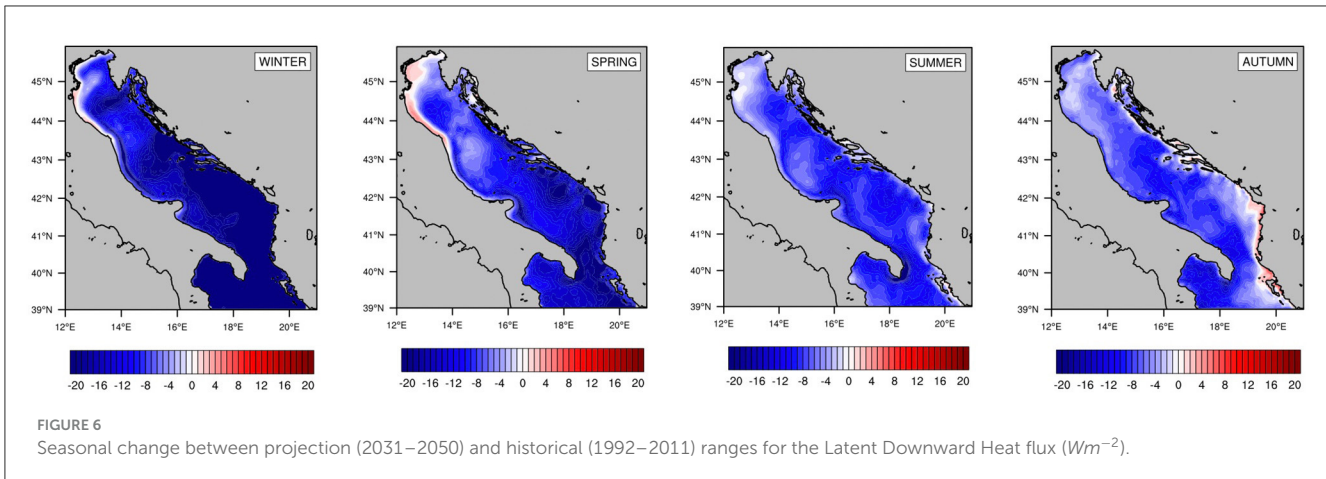 WINTER
SPRING
SUMMER
AUTUMN
45°N
44°N
43°N
42°N
41°N
40°N
39°N
12°E 14°E 16°E 18°E 20°E
45°N
44°N
43°N
42°N
41°N
40°N
39°N
12°E 14°E 16°E 18°E 20°E
45°N
44°N
43°N
42°N
41°N
40°N
39°N
12°E 14°E 16°E 18°E 20°E
45°N
44°N
43°N
42°N
41°N
40°N
39°N
12°E 14°E 16°E 18°E 20°E
-20 -16 -12 -8 -4 0 4 8 12 16 20
-20 -16 -12 -8 -4 0 4 8 12 16 20
-20 -16 -12 -8 -4 0 4 8 12 16 20
-20 -16 -12 -8 -4 0 4 8 12 16 20
FIGURE 6
Seasonal change between projection (2031–2050) and historical (1992–2011) ranges for the Latent Downward Heat flux (Wm⁻²).